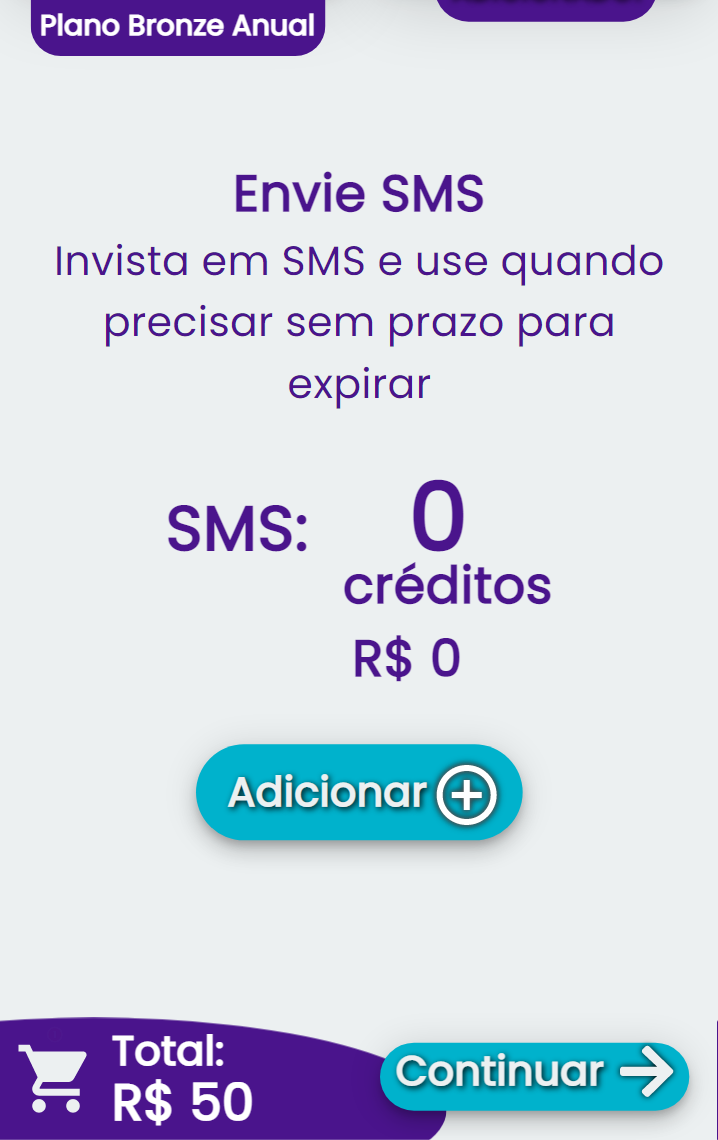 Plano Bronze Anual
Envie SMS
Invista em SMS e use quando
precisar sem prazo para
expirar
SMS: 0
créditos
R$ 0
Adicionar
Total:
R$ 50
Continuar